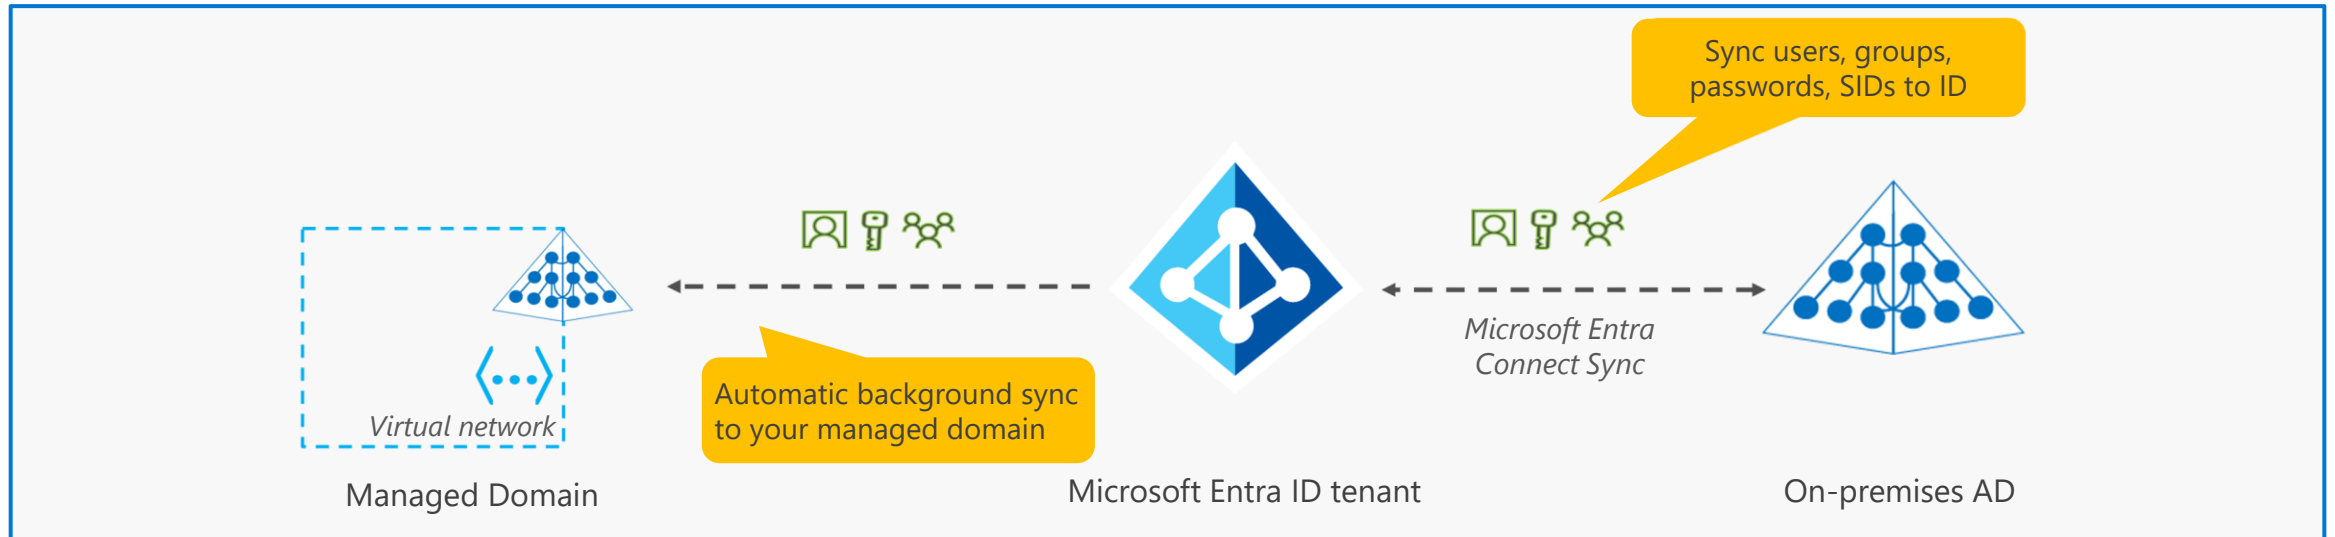 Sync users, groups,
passwords, SIDs to ID
Microsoft Entra
Connect Sync
Automatic background sync
to your managed domain
Virtual network
Managed Domain
Microsoft Entra ID tenant
On-premises AD